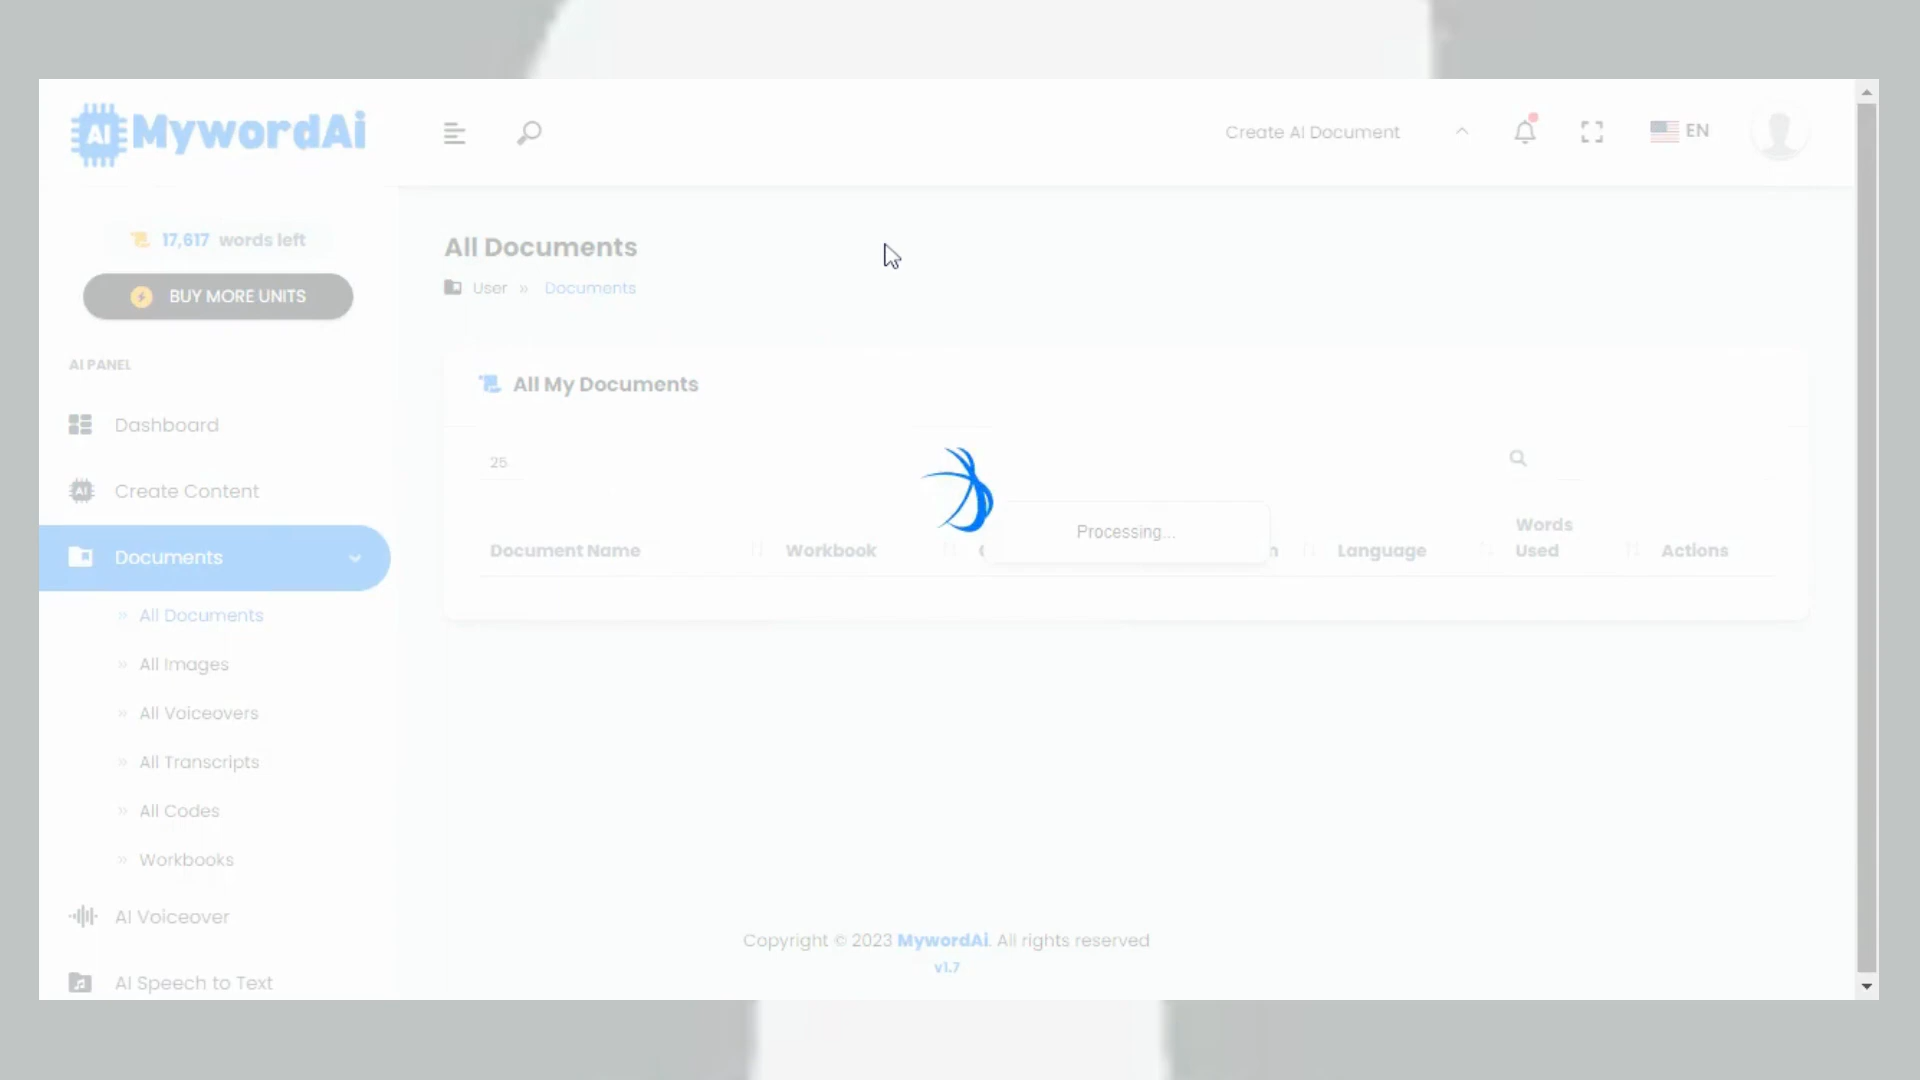 AI MywordAi
Create AI Document
EN
17,617 words left
BUY MORE UNITS
AI PANEL
Dashboard
AI Create Content
Documents
» All Documents
» All Images
» All Voiceovers
» All Transcripts
» All Codes
» Workbooks
AI Voiceover
AI Speech to Text
All Documents
User » Documents
All My Documents
25
Processing...
Document Name
Workbook
Language
Words Used
Actions
Copyright © 2023 MywordAi. All rights reserved
v1.7